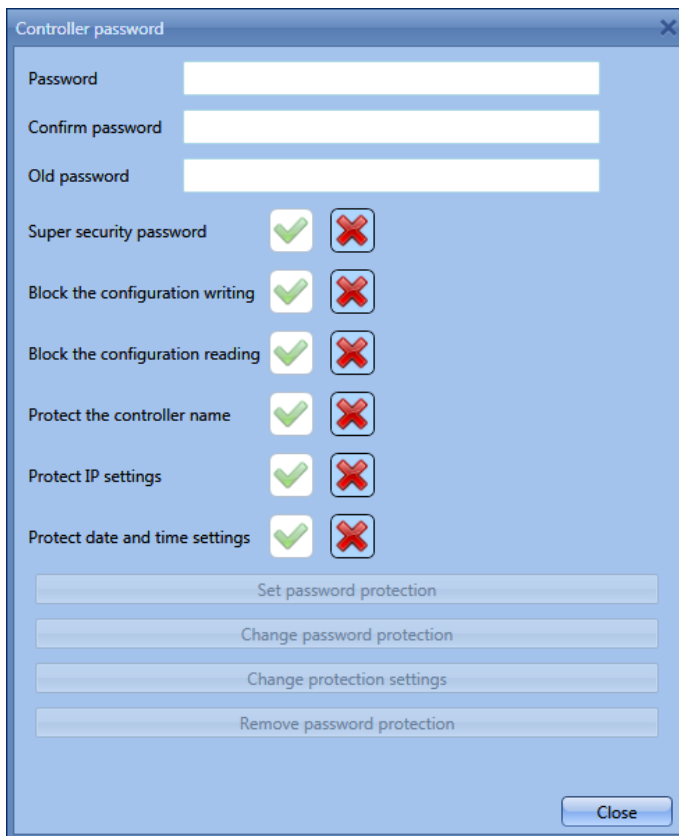 Controller password
Password
Confirm password
Old password
Super security password
Block the configuration writing
Block the configuration reading
Protect the controller name
Protect IP settings
Protect date and time settings
Set password protection
Change password protection
Change protection settings
Remove password protection
Close